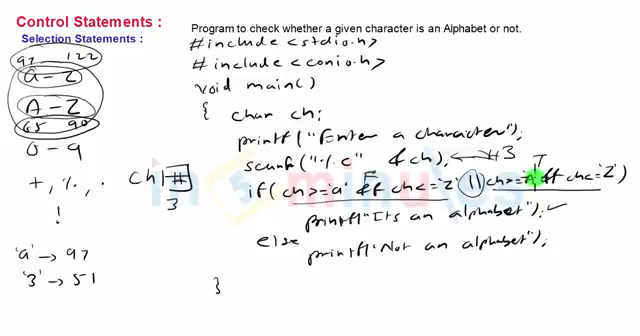 Control Statements :
Selection Statements :
97 122
a - z
A - Z
65 90
0 - 9
+, %, .
!
'a' → 97
'3' → 51
ch #
3
Program to check whether a given character is an Alphabet or not.
#include <stdio.h>
#include <conio.h>
void main()
{ char ch;
printf("Enter a character");
scanf("%c" &ch); ← #3
F T
if( ch>='a' && ch<='z' || ch>='A' && ch<='Z')
printf("Its an alphabet"); ✓
else
printf("Not an alphabet");
}
in3minutes